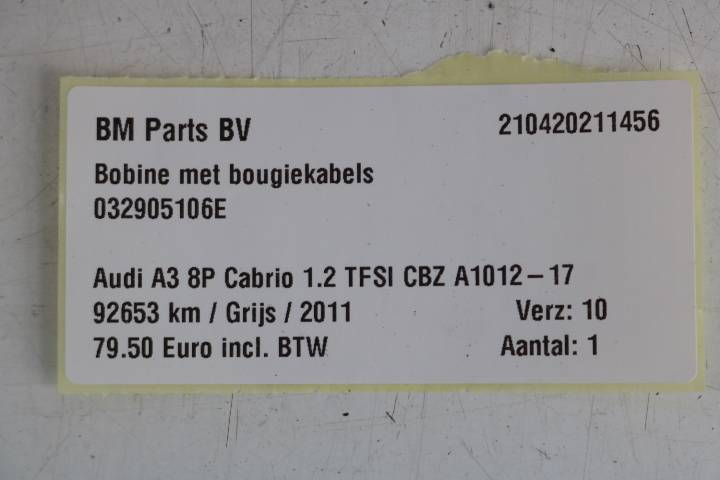 BM Parts BV 210420211456
Bobine met bougiekabels
032905106E
Audi A3 8P Cabrio 1.2 TFSI CBZ A1012-17
92653 km / Grijs / 2011 Verz: 10
79.50 Euro incl. BTW Aantal: 1